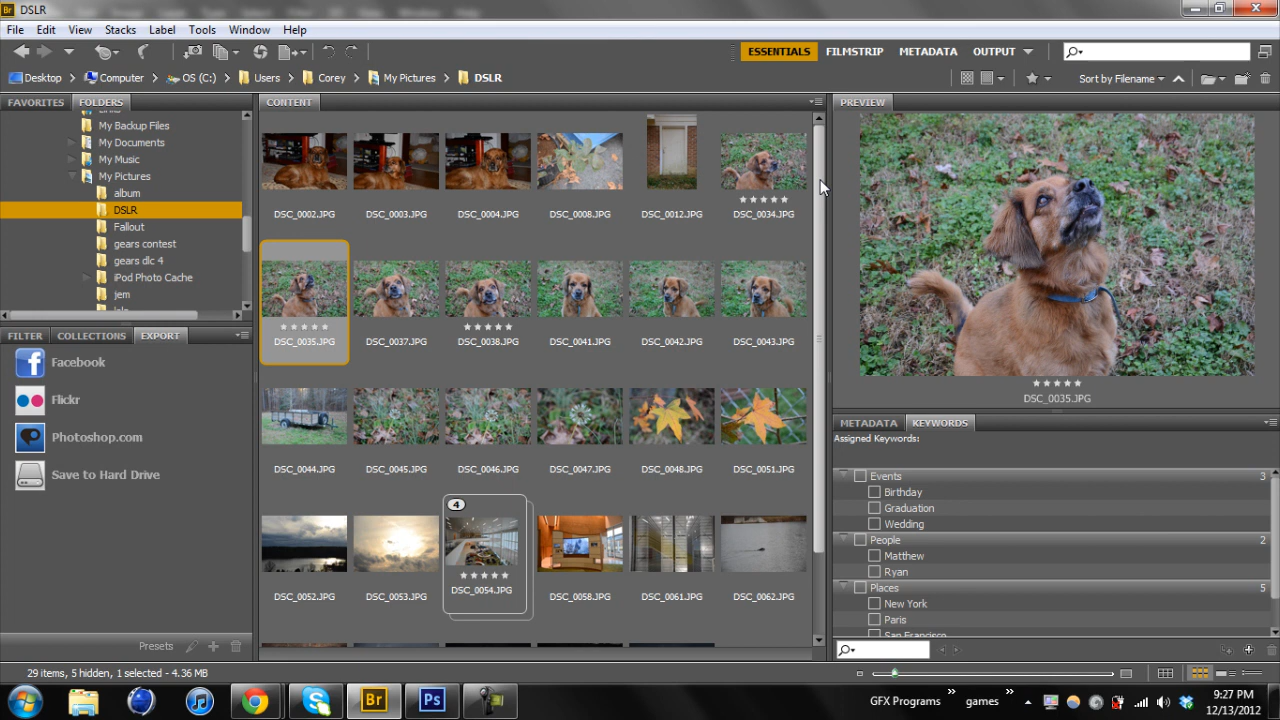 Br DSLR
File Edit View Stacks Label Tools Window Help
ESSENTIALS FILMSTRIP METADATA OUTPUT
Desktop Computer OS (C:) Users Corey My Pictures DSLR
Sort by Filename
FAVORITES FOLDERS
My Backup Files
My Documents
My Music
My Pictures
album
DSLR
Fallout
gears contest
gears dlc 4
iPod Photo Cache
jem
FILTER COLLECTIONS EXPORT
Facebook
Flickr
Photoshop.com
Save to Hard Drive
Presets
CONTENT
DSC_0002.JPG DSC_0003.JPG DSC_0004.JPG DSC_0008.JPG DSC_0012.JPG DSC_0034.JPG
DSC_0035.JPG DSC_0037.JPG DSC_0038.JPG DSC_0041.JPG DSC_0042.JPG DSC_0043.JPG
DSC_0044.JPG DSC_0045.JPG DSC_0046.JPG DSC_0047.JPG DSC_0048.JPG DSC_0051.JPG
4
DSC_0052.JPG DSC_0053.JPG DSC_0054.JPG DSC_0058.JPG DSC_0061.JPG DSC_0062.JPG
PREVIEW
DSC_0035.JPG
METADATA KEYWORDS
Assigned Keywords:
Events 3
Birthday
Graduation
Wedding
People 2
Matthew
Ryan
Places 5
New York
Paris
San Francisco
29 items, 5 hidden, 1 selected - 4.36 MB
Br Ps
GFX Programs » games »
9:27 PM
12/13/2012